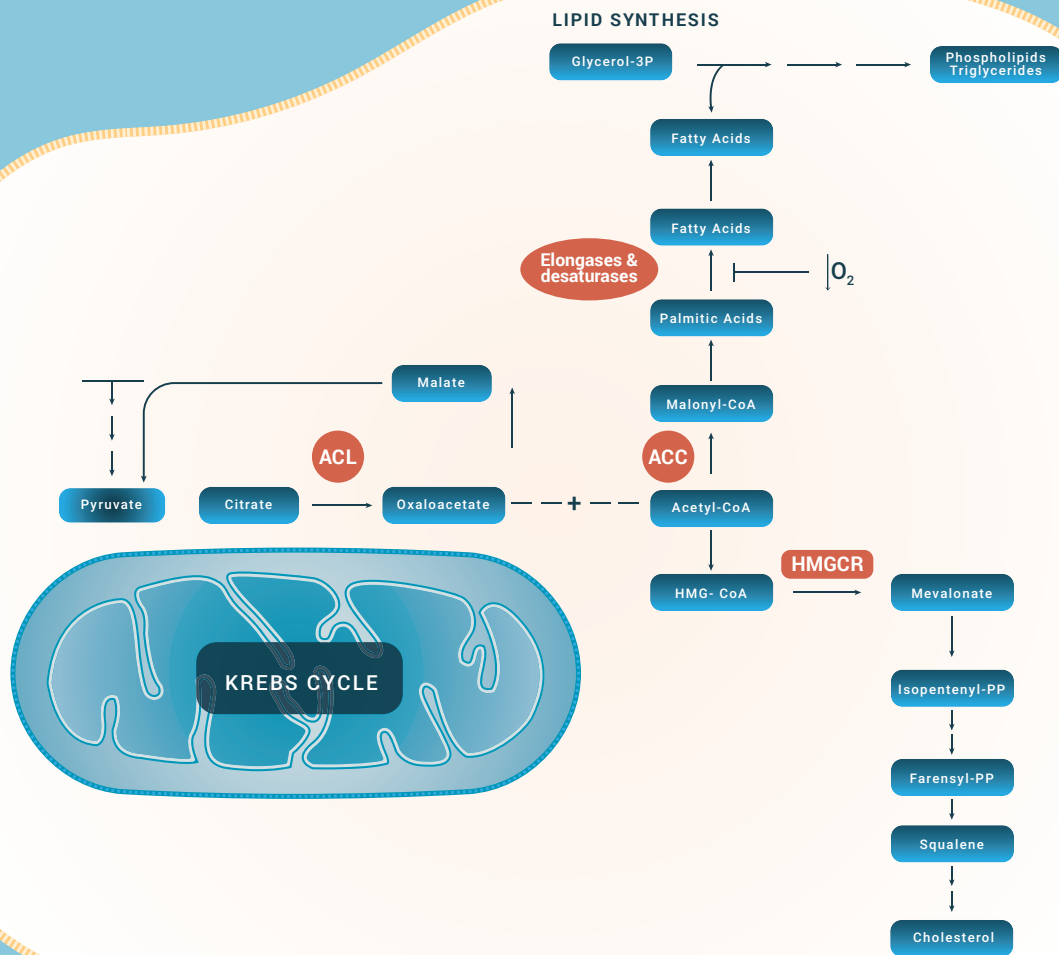 LIPID SYNTHESIS
Glycerol-3P
Phospholipids
Triglycerides
Fatty Acids
Fatty Acids
Elongases &
desaturases
O2
Palmitic Acids
Malate
Malonyl-CoA
ACL
ACC
Pyruvate
Citrate
Oxaloacetate
+
Acetyl-CoA
HMGCR
HMG- CoA
Mevalonate
KREBS CYCLE
Isopentenyl-PP
Farensyl-PP
Squalene
Cholesterol